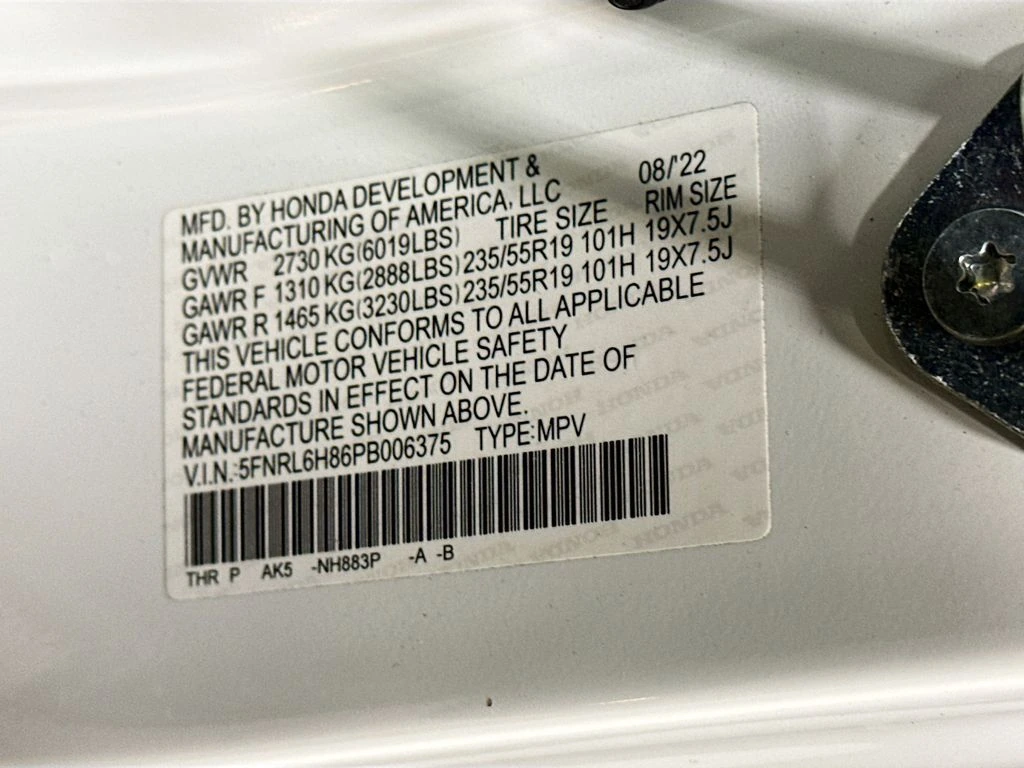 MFD. BY HONDA DEVELOPMENT & 08/'22
MANUFACTURING OF AMERICA, LLC RIM SIZE
GVWR 2730 KG(6019LBS) TIRE SIZE
GAWR F 1310 KG(2888LBS) 235/55R19 101H 19X7.5J
GAWR R 1465 KG(3230LBS) 235/55R19 101H 19X7.5J
THIS VEHICLE CONFORMS TO ALL APPLICABLE
FEDERAL MOTOR VEHICLE SAFETY
STANDARDS IN EFFECT ON THE DATE OF
MANUFACTURE SHOWN ABOVE.
V.I.N.:5FNRL6H86PB006375 TYPE:MPV
THR P AK5 -NH883P -A -B